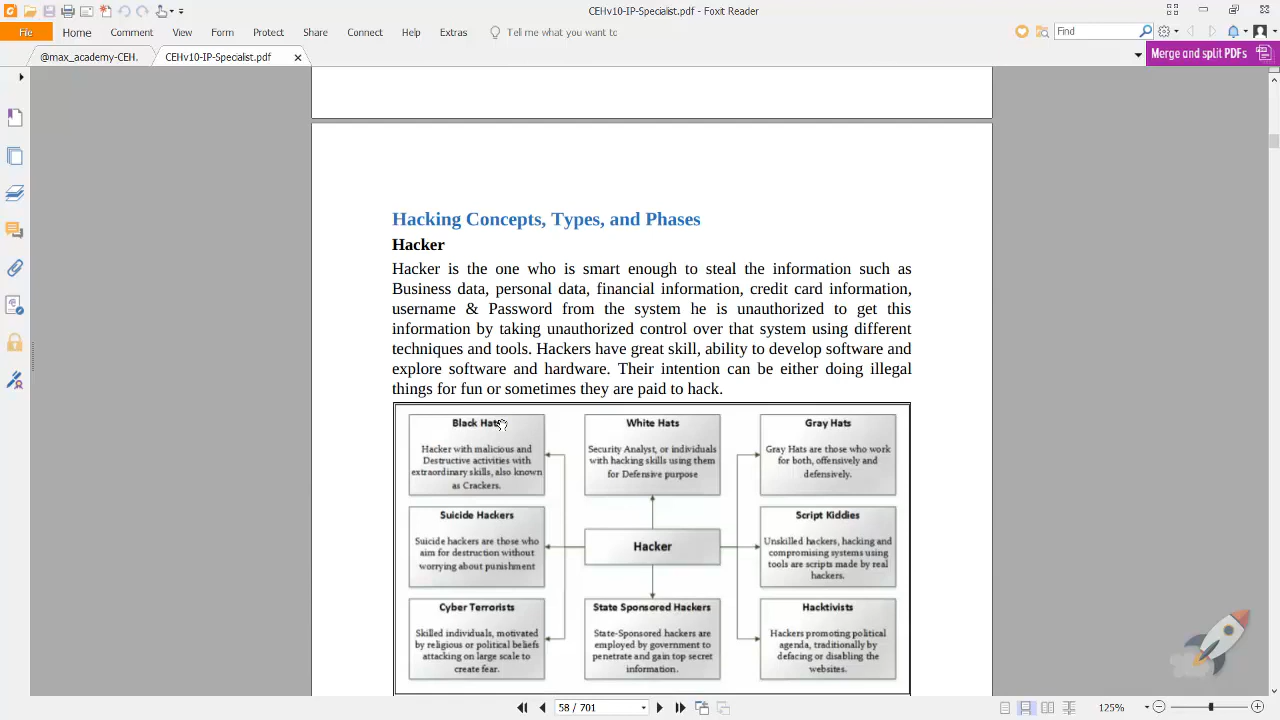 CEHv10-IP-Specialist.pdf - Foxit Reader
File Home Comment View Form Protect Share Connect Help Extras Tell me what you want to Find
@max_academy-CEH. CEHv10-IP-Specialist.pdf Merge and split PDFs
Hacking Concepts, Types, and Phases
Hacker
Hacker is the one who is smart enough to steal the information such as
Business data, personal data, financial information, credit card information,
username & Password from the system he is unauthorized to get this
information by taking unauthorized control over that system using different
techniques and tools. Hackers have great skill, ability to develop software and
explore software and hardware. Their intention can be either doing illegal
things for fun or sometimes they are paid to hack.
Black Hats
Hacker with malicious and
Destructive activities with
extraordinary skills, also known
as Crackers.
White Hats
Security Analyst, or individuals
with hacking skills using them
for Defensive purpose
Gray Hats
Gray Hats are those who work
for both, offensively and
defensively.
Suicide Hackers
Suicide hackers are those who
aim for destruction without
worrying about punishment
Hacker
Script Kiddies
Unskilled hackers, hacking and
compromising systems using
tools are scripts made by real
hackers.
Cyber Terrorists
Skilled individuals, motivated
by religious or political beliefs
attacking on large scale to
create fear.
State Sponsored Hackers
State-Sponsored hackers are
employed by government to
penetrate and gain top secret
information.
Hacktivists
Hackers promoting political
agenda, traditionally by
defacing or disabling the
websites.
58 / 701 125%